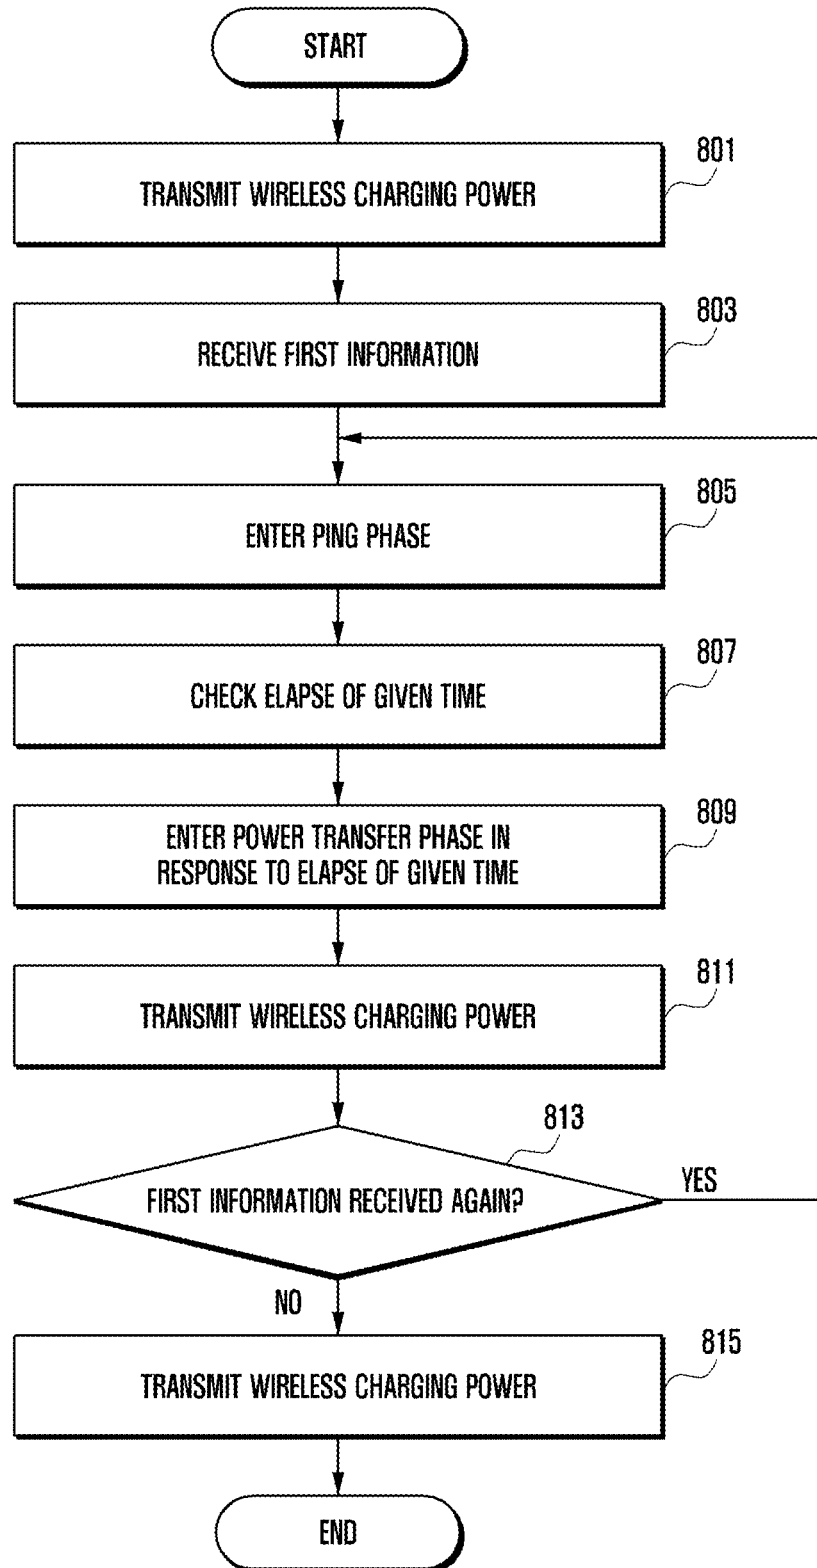 START
801
TRANSMIT WIRELESS CHARGING POWER
803
RECEIVE FIRST INFORMATION
805
ENTER PING PHASE
807
CHECK ELAPSE OF GIVEN TIME
809
ENTER POWER TRANSFER PHASE IN
RESPONSE TO ELAPSE OF GIVEN TIME
811
TRANSMIT WIRELESS CHARGING POWER
813
FIRST INFORMATION RECEIVED AGAIN?
YES
NO
815
TRANSMIT WIRELESS CHARGING POWER
END